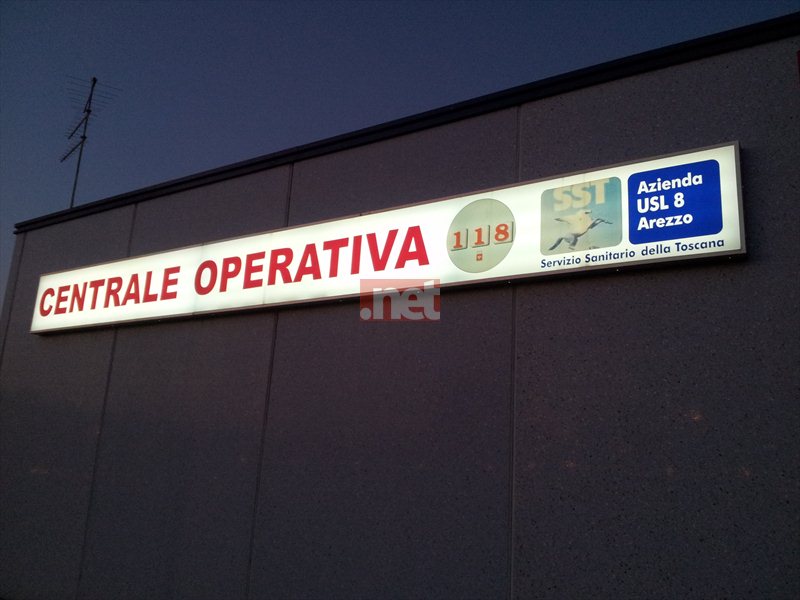 CENTRALE OPERATIVA
118
SST
Azienda
USL 8
Arezzo
Servizio Sanitario della Toscana
.net